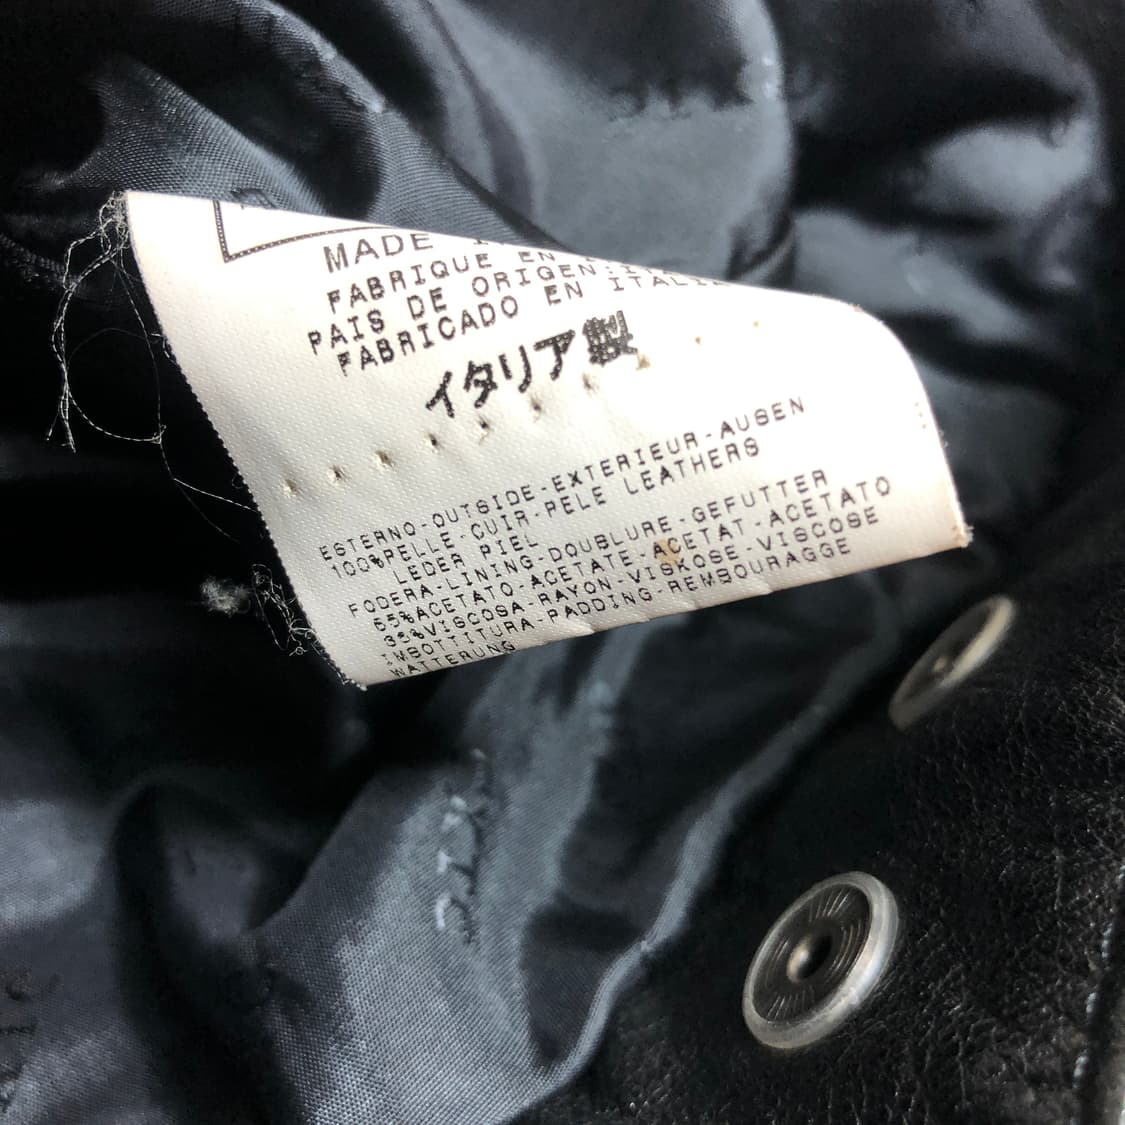 MADE
FABRIQUE EN
PAIS DE ORIGEN:
FABRICADO EN ITALIA
イタリア製
ESTERNO-OUTSIDE-EXTERIEUR-AUSEN
100%PELLE-CUIR-PELE LEATHERS
LEDER PIEL
FODERA-LINING-DOUBLURE-GEFUTTER
65%ACETATO-ACETATE-ACETAT-ACETATO
35%VISCOSA-RAYON-VISKOSE-VISCOSE
IMBOTTITURA-PADDING-REMBOURAGGE
WATTERUNG